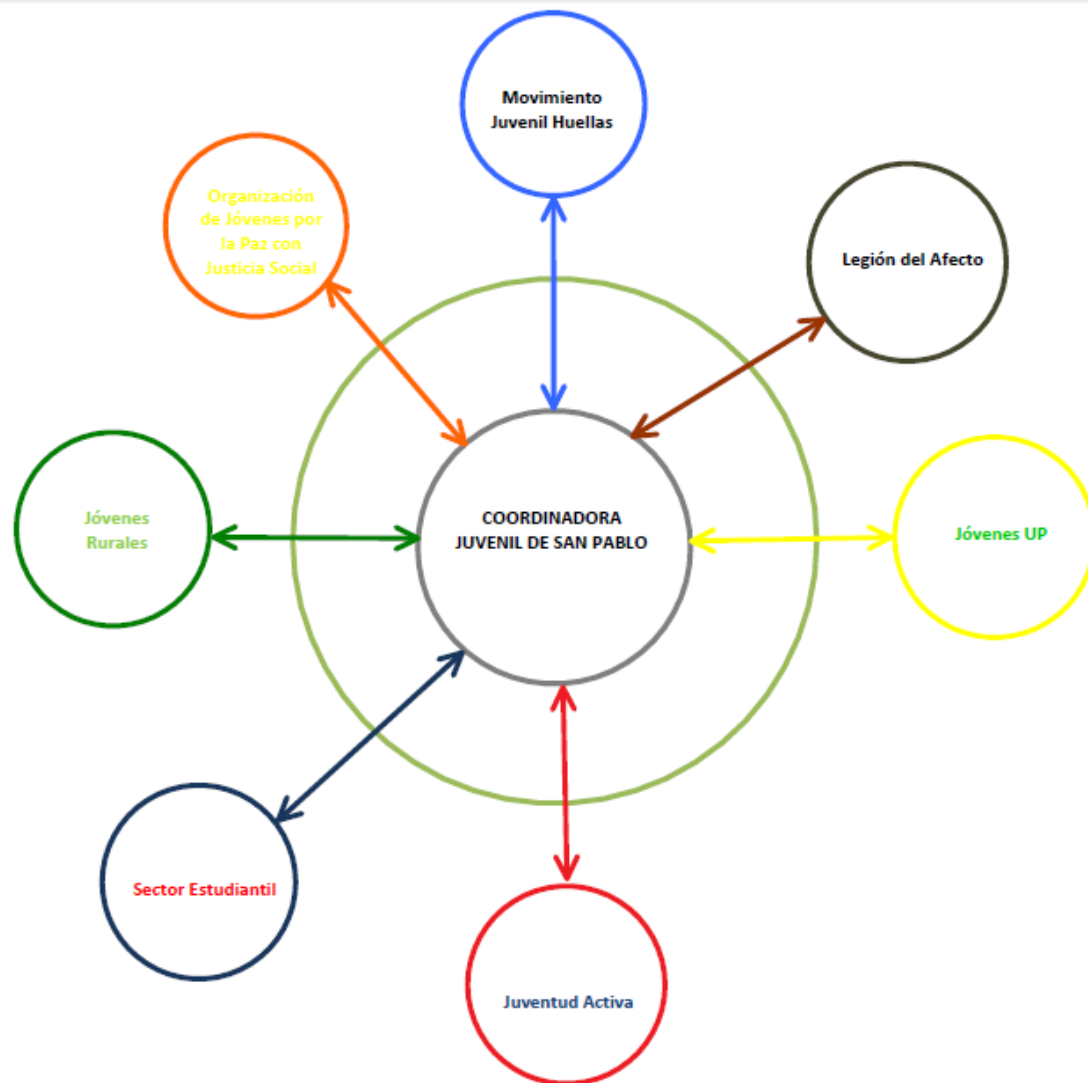 Movimiento
Juvenil Huellas
Organización
de Jóvenes por
la Paz con
Justicia Social
Legión del Afecto
COORDINADORA
JUVENIL DE SAN PABLO
Jóvenes
Rurales
Jóvenes UP
Sector Estudiantil
Juventud Activa